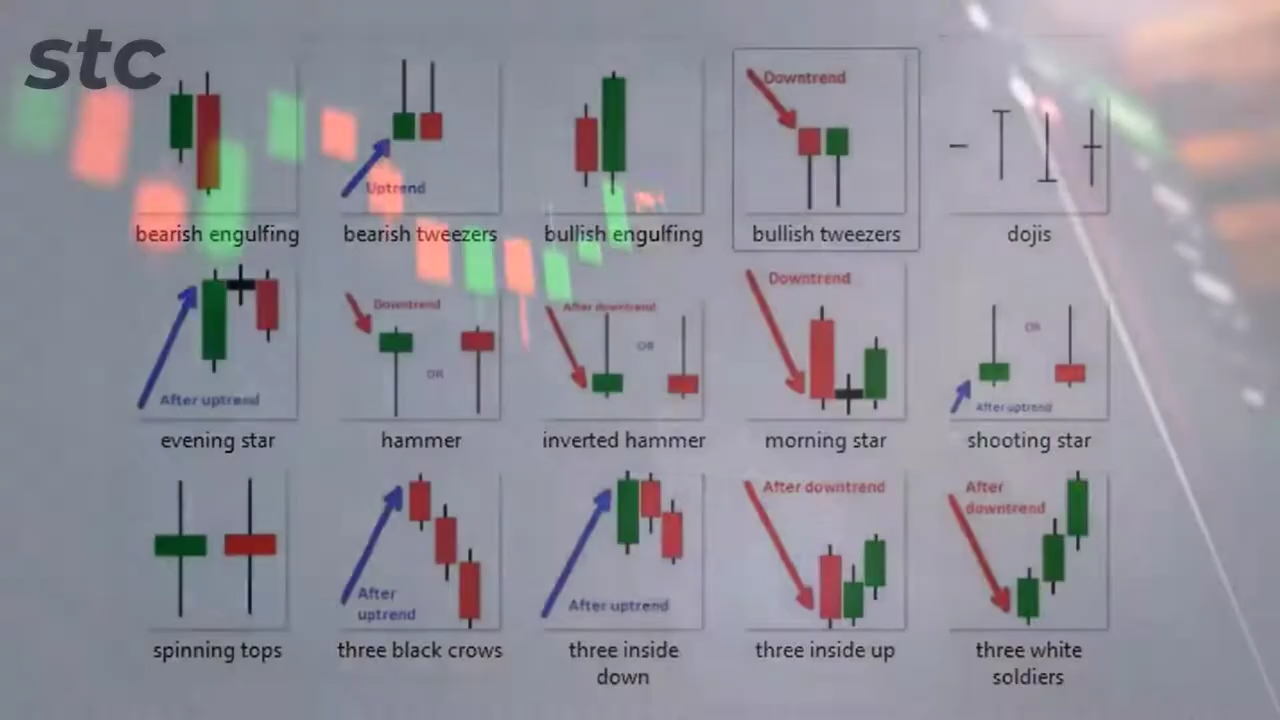 stc
Uptrend
Downtrend
bearish engulfing
bearish tweezers
bullish engulfing
bullish tweezers
dojis
After uptrend
Downtrend
OR
After downtrend
OR
Downtrend
OR
After uptrend
evening star
hammer
inverted hammer
morning star
shooting star
After
uptrend
After uptrend
After downtrend
After
downtrend
spinning tops
three black crows
three inside
down
three inside up
three white
soldiers